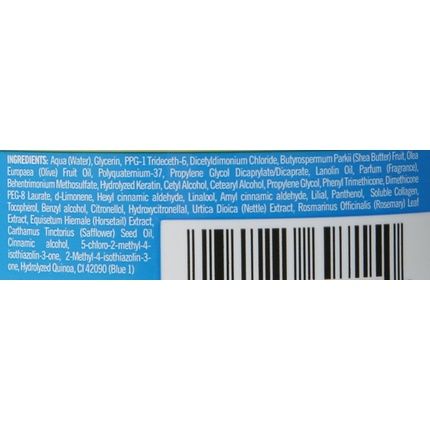 INGREDIENTS: Aqua (Water), Glycerin, PPG-1 Trideceth-6, Dicetyldimonium Chloride, Butyrospermum Parkii (Shea Butter) Fruit, Olea
Europaea (Olive) Fruit Oil, Polyquaternium-37, Propylene Glycol Dicaprylate/Dicaprate, Lanolin Oil, Parfum (Fragrance),
Behentrimonium Methosulfate, Hydrolyzed Keratin, Cetyl Alcohol, Cetearyl Alcohol, Propylene Glycol, Phenyl Trimethicone, Dimethicone
PEG-8 Laurate, d-Limonene, Hexyl cinnamic aldehyde, Linalool, Amyl cinnamic aldehyde, Lilial, Panthenol, Soluble Collagen,
Tocopherol, Benzyl alcohol, Citronellol, Hydroxycitronellal, Urtica Dioica (Nettle) Extract, Rosmarinus Officinalis (Rosemary) Leaf
Extract, Equisetum Hiemale (Horsetail) Extract,
Carthamus Tinctorius (Safflower) Seed Oil,
Cinnamic alcohol, 5-chloro-2-methyl-4-
isothiazolin-3-one, 2-Methyl-4-isothiazolin-3-
one, Hydrolyzed Quinoa, CI 42090 (Blue 1)